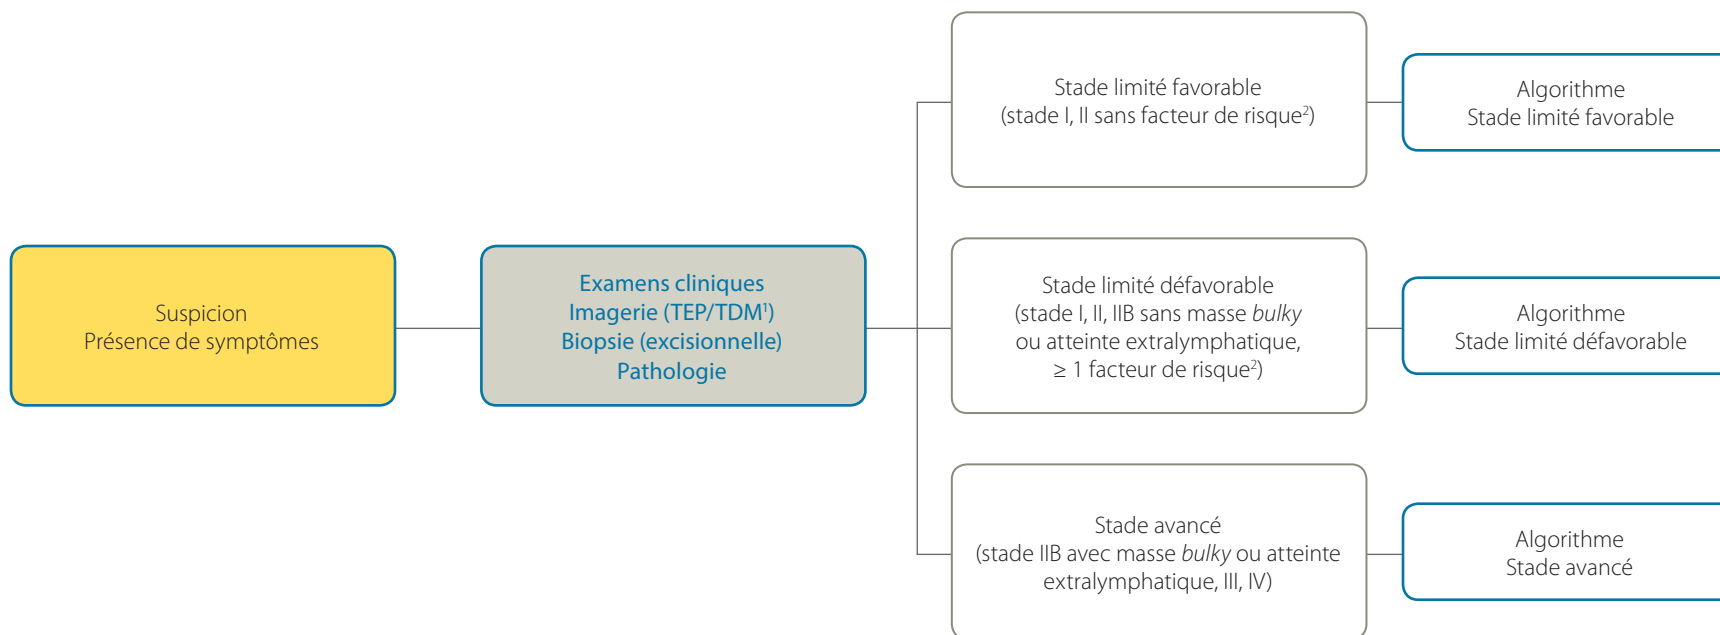 Suspicion
Présence de symptômes
Examens cliniques
Imagerie (TEP/TDM¹)
Biopsie (excisionnelle)
Pathologie
Stade limité favorable
(stade I, II sans facteur de risque²)
Algorithme
Stade limité favorable
Stade limité défavorable
(stade I, II, IIB sans masse bulky
ou atteinte extralymphatique,
≥ 1 facteur de risque²)
Algorithme
Stade limité défavorable
Stade avancé
(stade IIB avec masse bulky ou atteinte
extralymphatique, III, IV)
Algorithme
Stade avancé